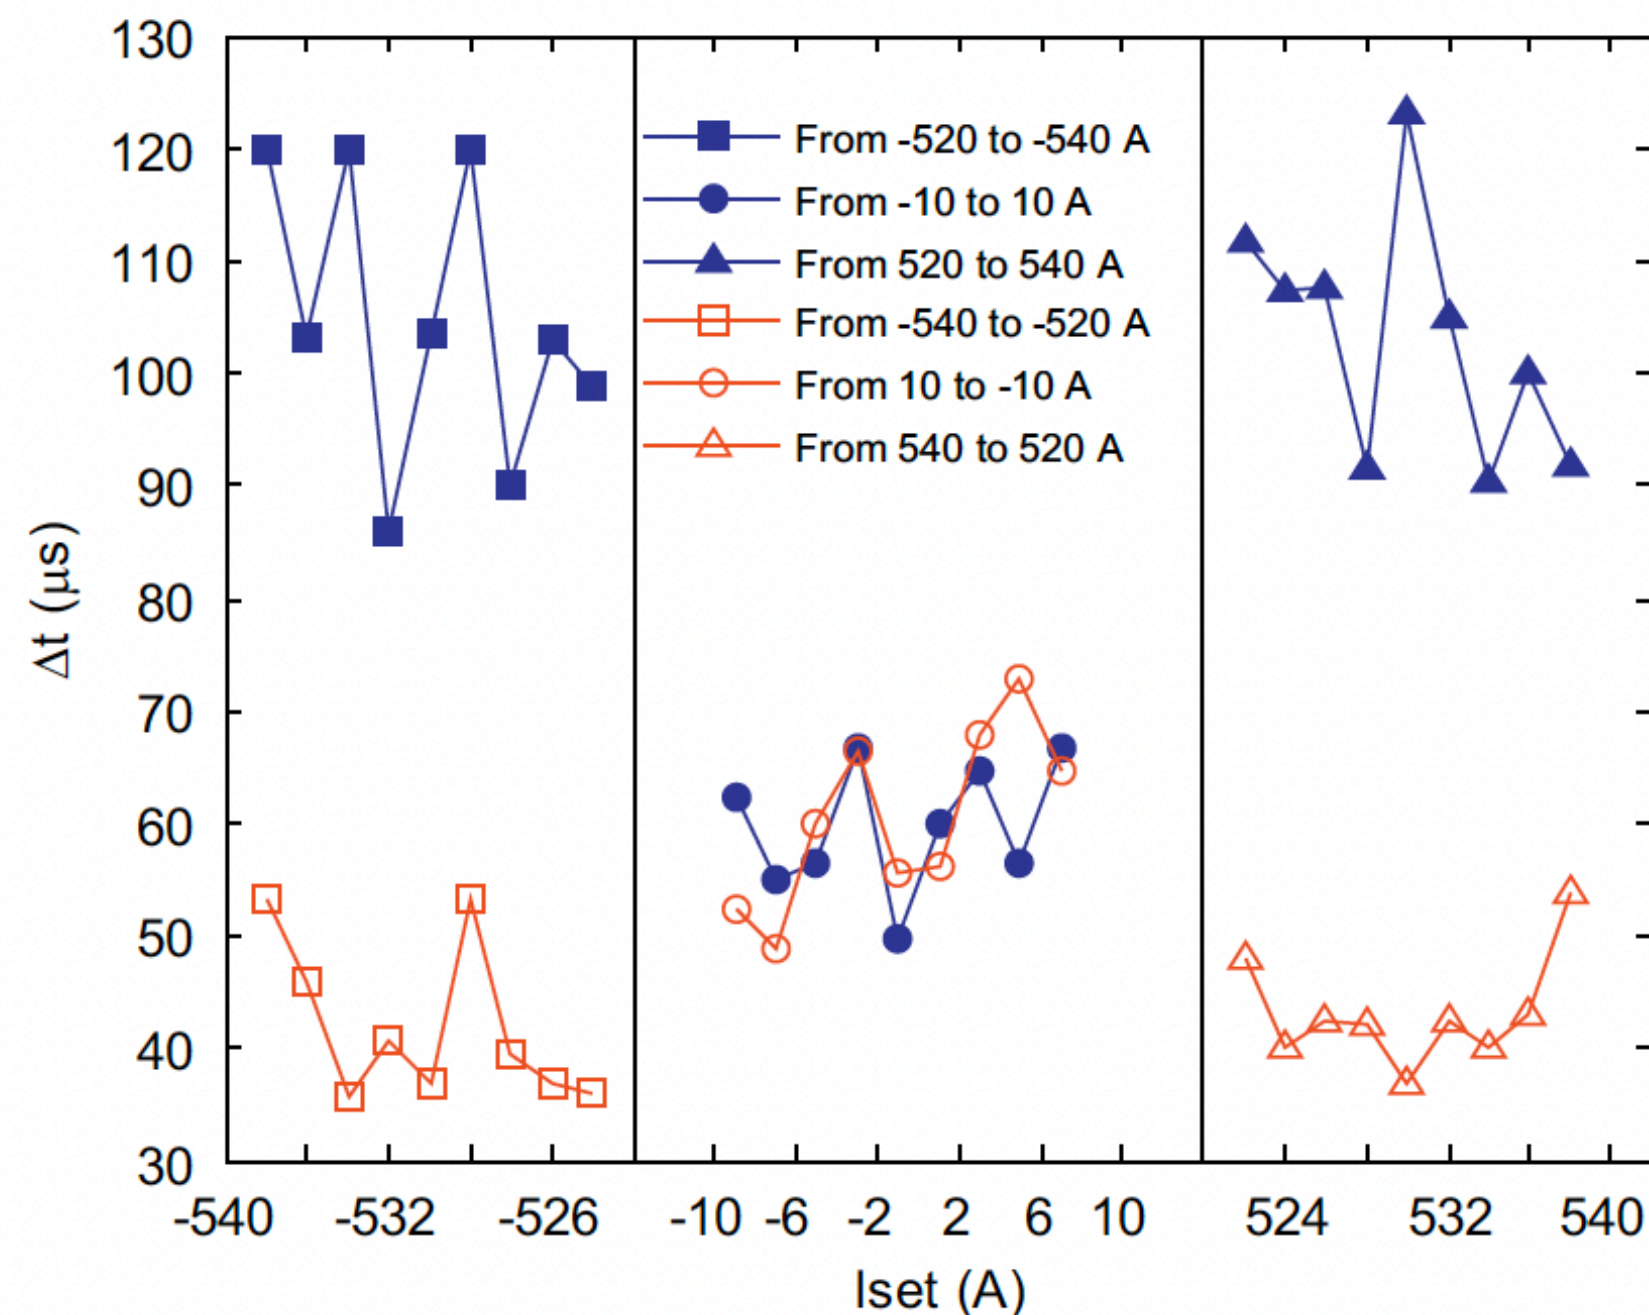 130
120
110
100
90
80
70
60
50
40
30
Δt (μs)
From -520 to -540 A
From -10 to 10 A
From 520 to 540 A
From -540 to -520 A
From 10 to -10 A
From 540 to 520 A
-540 -532 -526 -10 -6 -2 2 6 10 524 532 540
Iset (A)